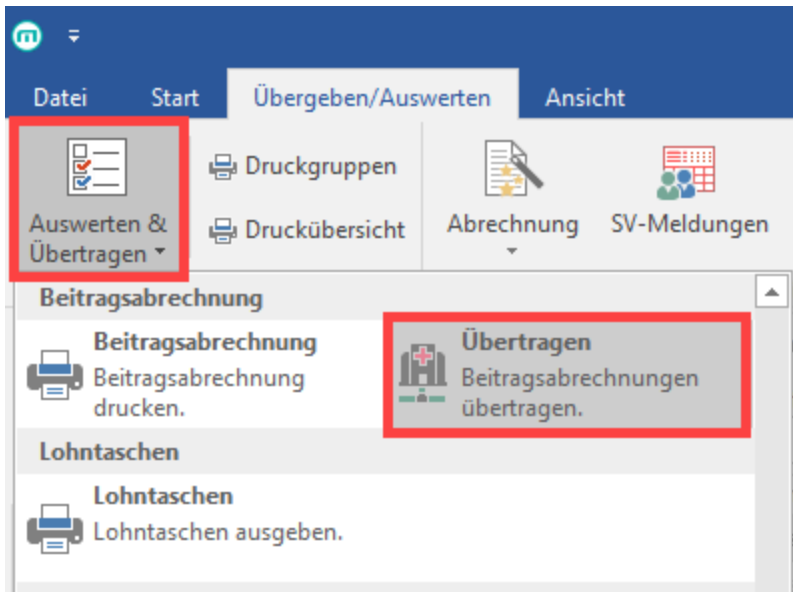 Datei Start Übergeben/Auswerten Ansicht
Auswerten &
Übertragen
Druckgruppen
Druckübersicht
Abrechnung
SV-Meldungen
Beitragsabrechnung
Beitragsabrechnung
Beitragsabrechnung
drucken.
Übertragen
Beitragsabrechnungen
übertragen.
Lohntaschen
Lohntaschen
Lohntaschen ausgeben.